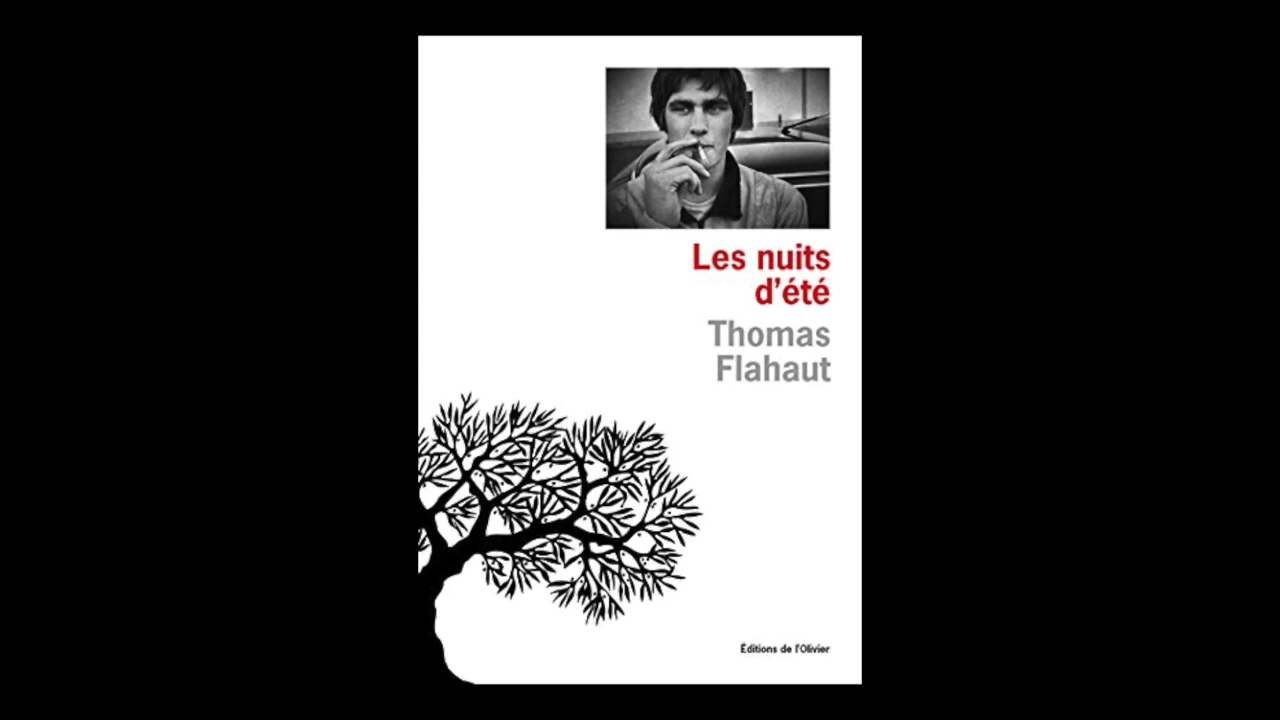 Les nuits
d'été
Thomas
Flahaut
Éditions de l'Olivier